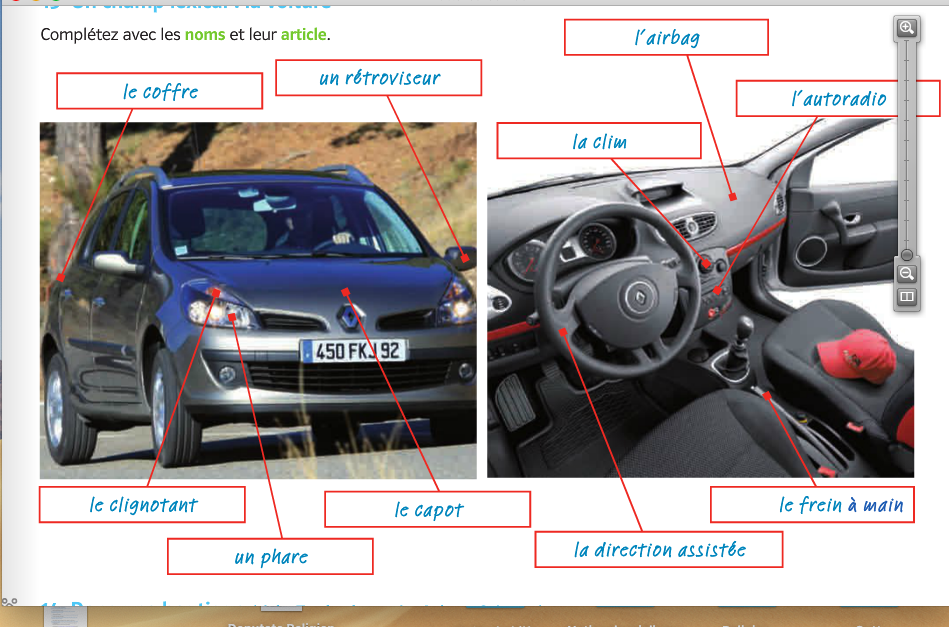 Complétez avec les noms et leur article.
l'airbag
un rétroviseur
le coffre
l'autoradio
la clim
450 FKJ 92
le clignotant
le capot
le frein à main
un phare
la direction assistée